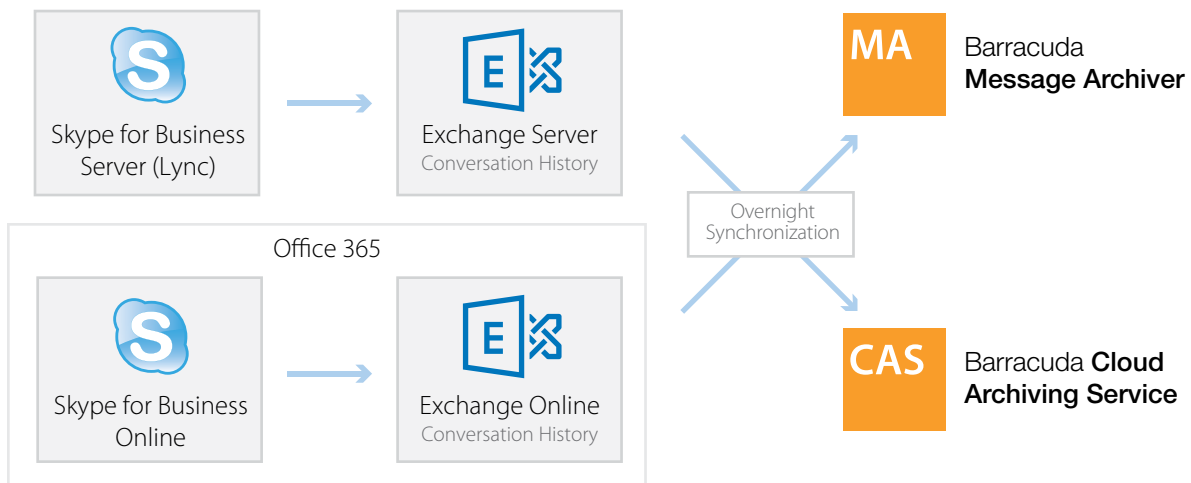 S
Skype for Business
Server (Lync)
E
Exchange Server
Conversation History
MA
Barracuda
Message Archiver
Overnight
Synchronization
Office 365
S
Skype for Business
Online
E
Exchange Online
Conversation History
CAS
Barracuda Cloud
Archiving Service